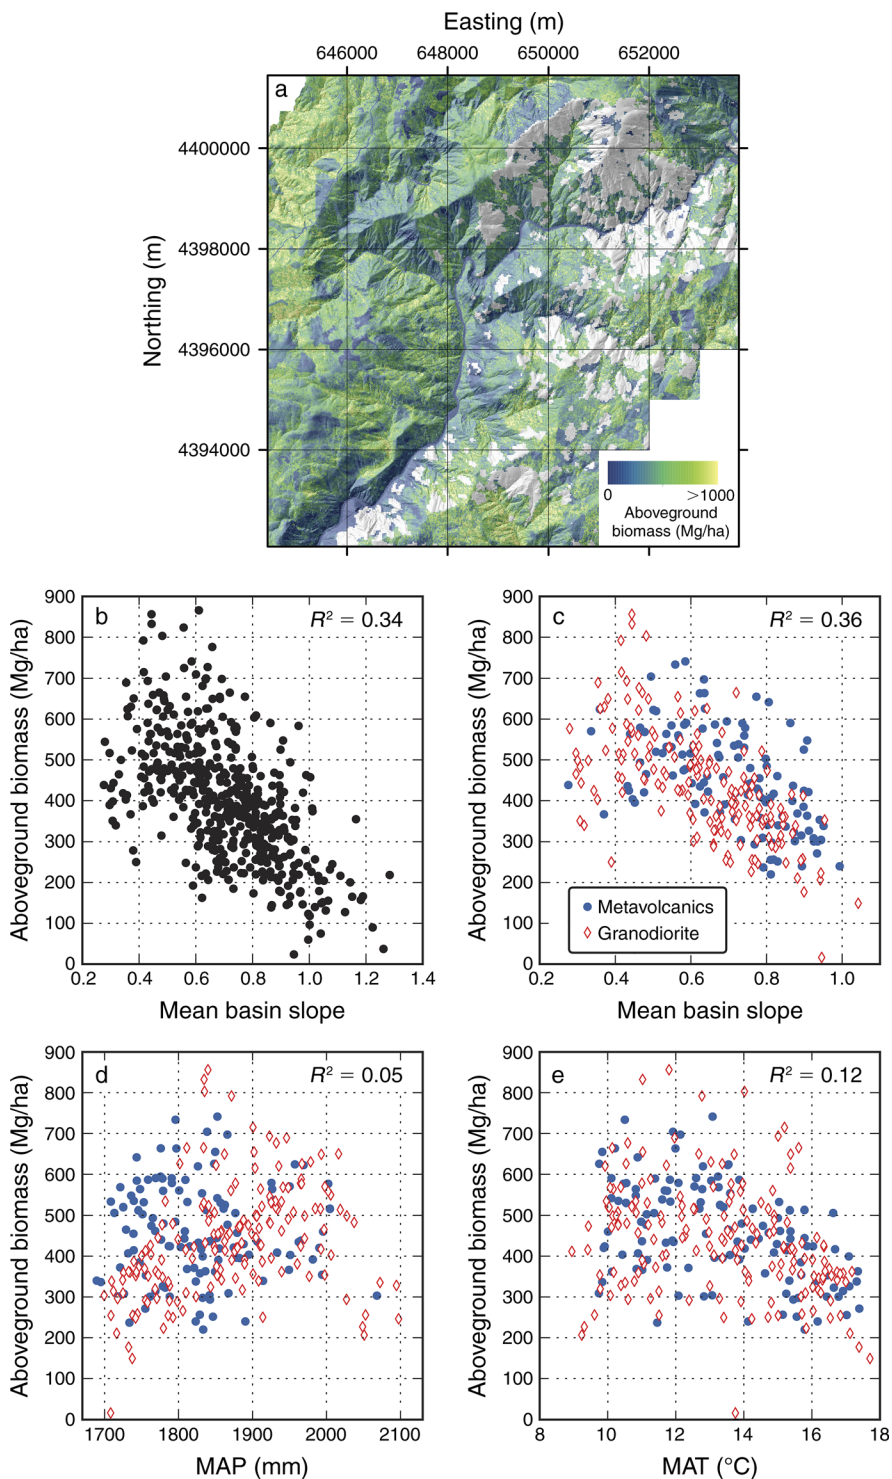 Easting (m)
646000 648000 650000 652000
a
4400000
4398000
4396000
4394000
Northing (m)
0 >1000
Aboveground
biomass (Mg/ha)
b
R² = 0.34
900
800
700
600
500
400
300
200
100
0
Aboveground biomass (Mg/ha)
0.2 0.4 0.6 0.8 1.0 1.2 1.4
Mean basin slope
c
R² = 0.36
900
800
700
600
500
400
300
200
100
0
Aboveground biomass (Mg/ha)
Metavolcanics
Granodiorite
0.2 0.4 0.6 0.8 1.0
Mean basin slope
d
R² = 0.05
900
800
700
600
500
400
300
200
100
0
Aboveground biomass (Mg/ha)
1700 1800 1900 2000 2100
MAP (mm)
e
R² = 0.12
900
800
700
600
500
400
300
200
100
0
Aboveground biomass (Mg/ha)
8 10 12 14 16 18
MAT (°C)